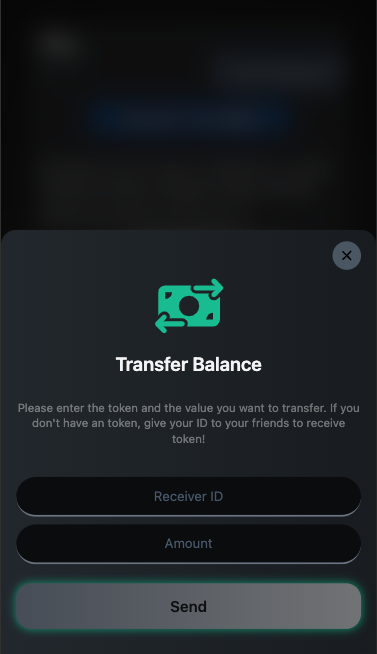 Transfer Balance
Please enter the token and the value you want to transfer. If you
don't have an token, give your ID to your friends to receive
token!
Receiver ID
Amount
Send